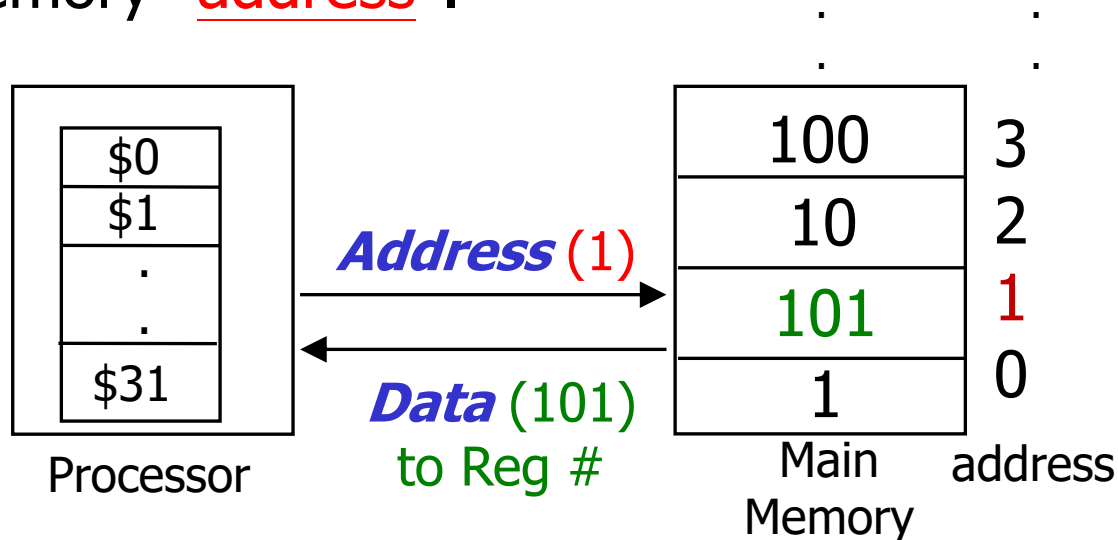 address".
. .
. .
$0
$1
.
.
$31
Processor
Address (1)
Data (101)
to Reg #
100 3
10 2
101 1
1 0
Main
Memory
address